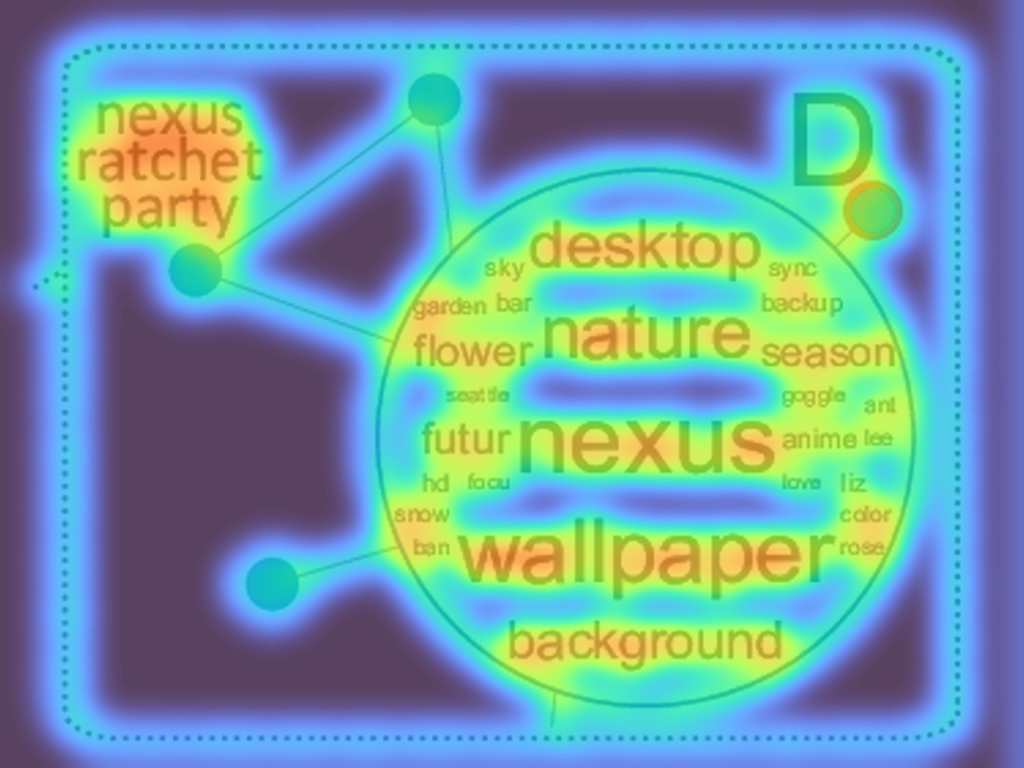 nexus
ratchet
party
D
desktop
sky
sync
garden bar
backup
nature
flower
season
seattle
goggle
ant
futur
nexus
anime lee
hd focu
love liz
snow
color
ban
wallpaper
rose
background